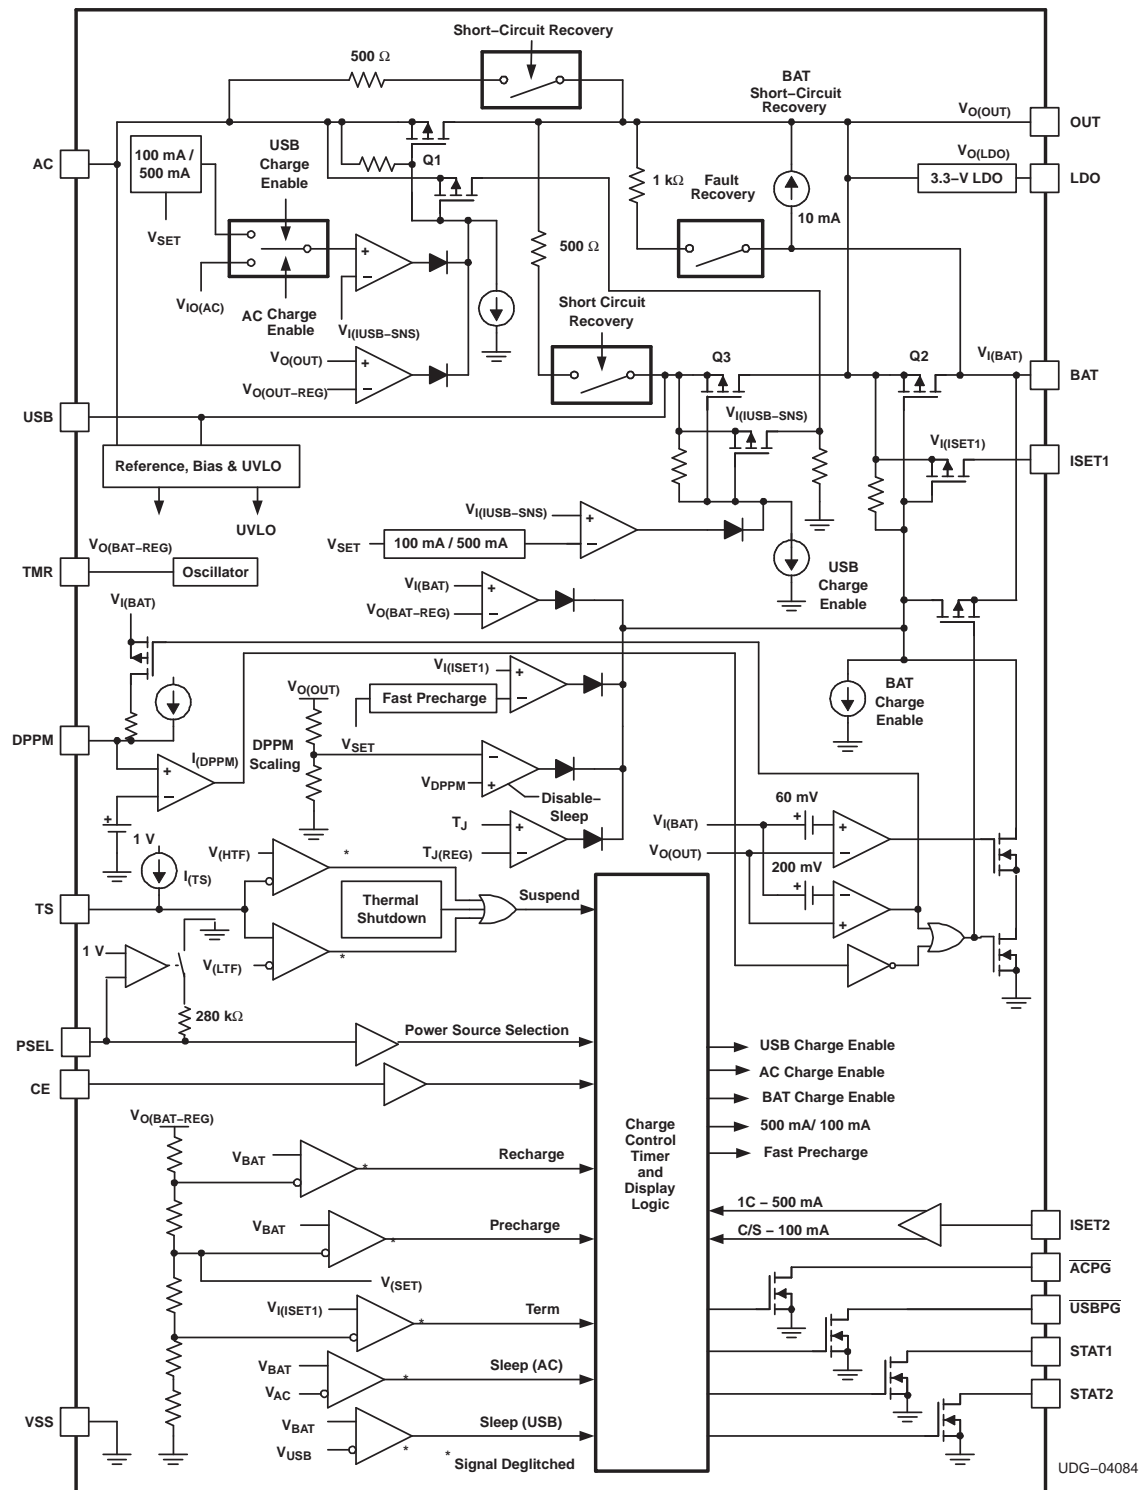 Short−Circuit Recovery
500 Ω
BAT
Short−Circuit
Recovery
VO(OUT)
OUT
AC
100 mA /
500 mA
USB
Charge
Enable
Q1
1 kΩ
Fault
Recovery
10 mA
VO(LDO)
3.3−V LDO
LDO
VSET
500 Ω
VIO(AC)
AC Charge
Enable
+
−
VI(IUSB−SNS)
Short Circuit
Recovery
VO(OUT)
VO(OUT−REG)
+
−
Q3
Q2
VI(BAT)
BAT
USB
VI(IUSB−SNS)
VI(ISET1)
ISET1
Reference, Bias & UVLO
UVLO
VI(IUSB−SNS)
+
−
VSET
100 mA / 500 mA
USB
Charge
Enable
VO(BAT−REG)
TMR
Oscillator
VI(BAT)
VO(BAT−REG)
+
−
VI(BAT)
VI(ISET1)
+
−
Fast Precharge
VO(OUT)
BAT
Charge
Enable
DPPM
I(DPPM)
+
−
DPPM
Scaling
VSET
−
+
VDPPM
Disable−
Sleep
+
1 V
TJ
TJ(REG)
+
−
60 mV
VI(BAT)
+
+
−
VO(OUT)
200 mV
+
−
+
V(HTF)
*
I(TS)
TS
Thermal
Shutdown
Suspend
1 V
V(LTF)
*
280 kΩ
PSEL
Power Source Selection
CE
USB Charge Enable
AC Charge Enable
BAT Charge Enable
500 mA/ 100 mA
Fast Precharge
Charge
Control
Timer
and
Display
Logic
VO(BAT−REG)
VBAT
*
Recharge
VBAT
*
Precharge
V(SET)
1C − 500 mA
C/S − 100 mA
ISET2
ACPG
USBPG
STAT1
STAT2
VI(ISET1)
*
Term
VBAT
VAC
*
Sleep (AC)
VBAT
VUSB
*
Sleep (USB)
* Signal Deglitched
VSS
UDG−04084